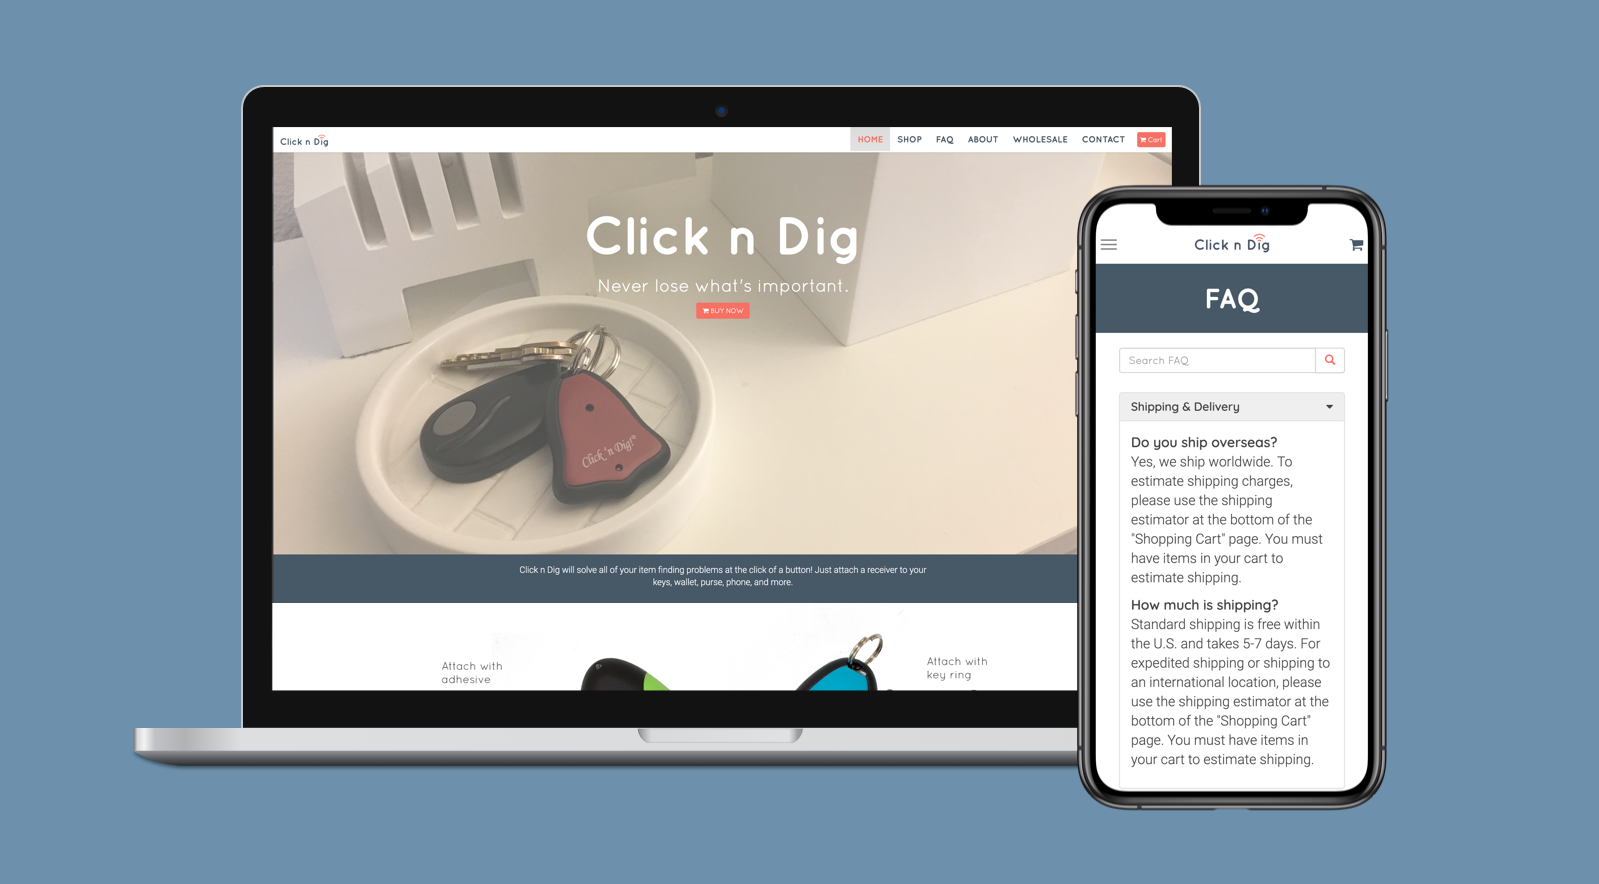 Click n Dig
HOME SHOP FAQ ABOUT WHOLESALE CONTACT Cart
Click n Dig
Never lose what's important.
BUY NOW
Click 'n Dig!®
Click n Dig will solve all of your item finding problems at the click of a button! Just attach a receiver to your
keys, wallet, purse, phone, and more.
Attach with
adhesive
Attach with
key ring
Click n Dig
FAQ
Search FAQ
Shipping & Delivery
Do you ship overseas?
Yes, we ship worldwide. To
estimate shipping charges,
please use the shipping
estimator at the bottom of the
"Shopping Cart" page. You must
have items in your cart to
estimate shipping.
How much is shipping?
Standard shipping is free within
the U.S. and takes 5-7 days. For
expedited shipping or shipping to
an international location, please
use the shipping estimator at the
bottom of the "Shopping Cart"
page. You must have items in
your cart to estimate shipping.